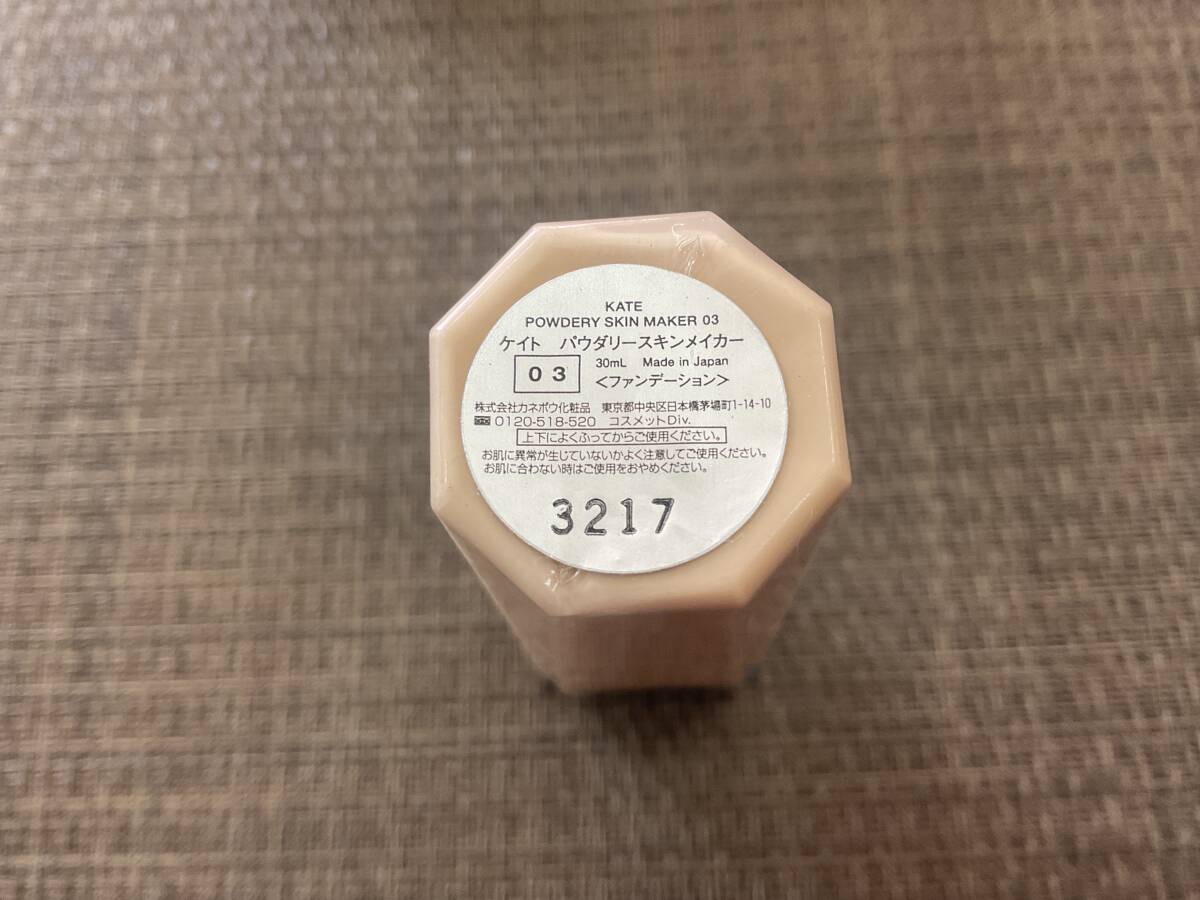 KATE
POWDERY SKIN MAKER 03
ケイト　パウダリースキンメイカー
03　30mL　Made in Japan
＜ファンデーション＞
株式会社カネボウ化粧品　東京都中央区日本橋茅場町1-14-10
0120-518-520　コスメットDiv.
上下によくふってからご使用ください。
お肌に異常が生じていないかよく注意してご使用ください。
お肌に合わない時はご使用をおやめください。
3217